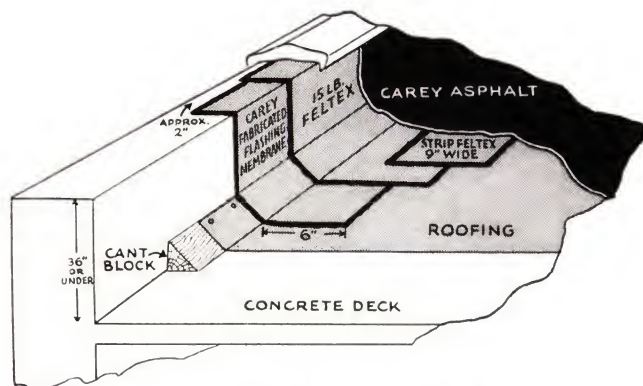 APPROX.
2"
CAREY
FABRICATED
FLASHING
MEMBRANE
15 LB.
FELTEX
CAREY ASPHALT
STRIP FELTEX
9" WIDE
6"
ROOFING
CANT
BLOCK
36"
OR
UNDER
CONCRETE DECK